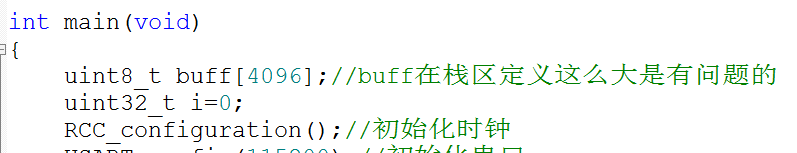 int main(void)
{
uint8_t buff[4096];//buff在栈区定义这么大是有问题的
uint32_t i=0;
RCC_configuration();//初始化时钟